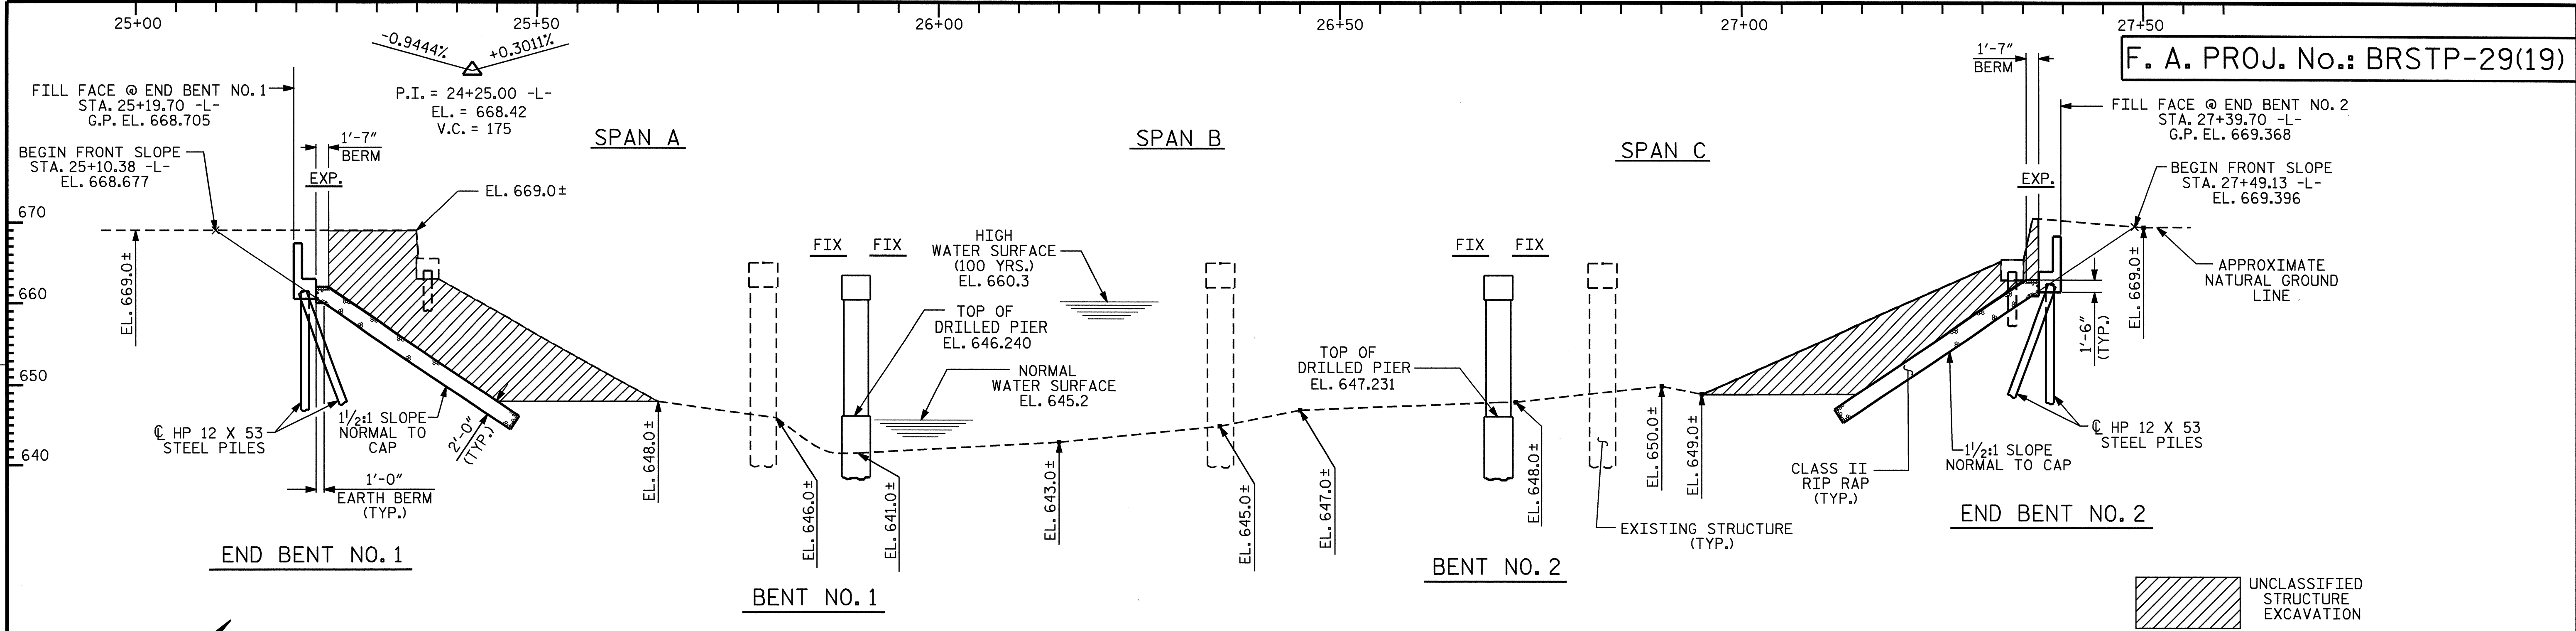 25+00
25+50
26+00
26+50
27+00
27+50
F. A. PROJ. No.: BRSTP-29(19)
-0.9444%
+0.3011%
P.I. = 24+25.00 -L-
EL. = 668.42
V.C. = 175
FILL FACE @ END BENT NO. 1
STA. 25+19.70 -L-
G.P. EL. 668.705
1'-7"
BERM
BEGIN FRONT SLOPE
STA. 25+10.38 -L-
EL. 668.677
EXP.
EL. 669.0±
SPAN A
SPAN B
SPAN C
1'-7"
BERM
FILL FACE @ END BENT NO. 2
STA. 27+39.70 -L-
G.P. EL. 669.368
BEGIN FRONT SLOPE
STA. 27+49.13 -L-
EL. 669.396
EXP.
670
660
650
640
EL. 669.0±
FIX
FIX
HIGH
WATER SURFACE
(100 YRS.)
EL. 660.3
FIX
FIX
TOP OF
DRILLED PIER
EL. 646.240
NORMAL
WATER SURFACE
EL. 645.2
TOP OF
DRILLED PIER
EL. 647.231
APPROXIMATE
NATURAL GROUND
LINE
EL. 669.0±
1'-6"
(TYP.)
℄ HP 12 X 53
STEEL PILES
1½:1 SLOPE
NORMAL TO
CAP
2'-0"
(TYP.)
1'-0"
EARTH BERM
(TYP.)
EL. 648.0±
EL. 646.0±
EL. 641.0±
EL. 643.0±
EL. 645.0±
EL. 647.0±
EL. 648.0±
EL. 650.0±
EL. 649.0±
EXISTING STRUCTURE
(TYP.)
CLASS II
RIP RAP
(TYP.)
1½:1 SLOPE
NORMAL TO CAP
℄ HP 12 X 53
STEEL PILES
END BENT NO. 1
BENT NO. 1
BENT NO. 2
END BENT NO. 2
UNCLASSIFIED
STRUCTURE
EXCAVATION